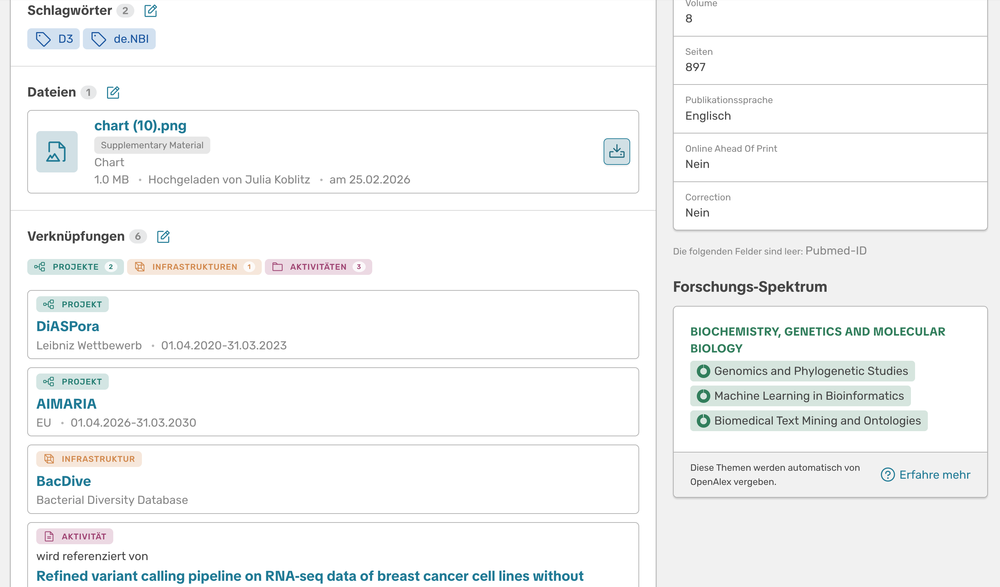 Schlagwörter 2
D3 de.NBI
Dateien 1
chart (10).png
Supplementary Material
Chart
1.0 MB • Hochgeladen von Julia Koblitz • am 25.02.2026
Verknüpfungen 6
PROJEKTE 2 INFRASTRUKTUREN 1 AKTIVITÄTEN 3
PROJEKT
DiASPora
Leibniz Wettbewerb • 01.04.2020-31.03.2023
PROJEKT
AIMARIA
EU • 01.04.2026-31.03.2030
INFRASTRUKTUR
BacDive
Bacterial Diversity Database
AKTIVITÄT
wird referenziert von
Refined variant calling pipeline on RNA-seq data of breast cancer cell lines without
Volume
8
Seiten
897
Publikationssprache
Englisch
Online Ahead Of Print
Nein
Correction
Nein
Die folgenden Felder sind leer: Pubmed-ID
Forschungs-Spektrum
BIOCHEMISTRY, GENETICS AND MOLECULAR
BIOLOGY
Genomics and Phylogenetic Studies
Machine Learning in Bioinformatics
Biomedical Text Mining and Ontologies
Diese Themen werden automatisch von
OpenAlex vergeben.
Erfahre mehr